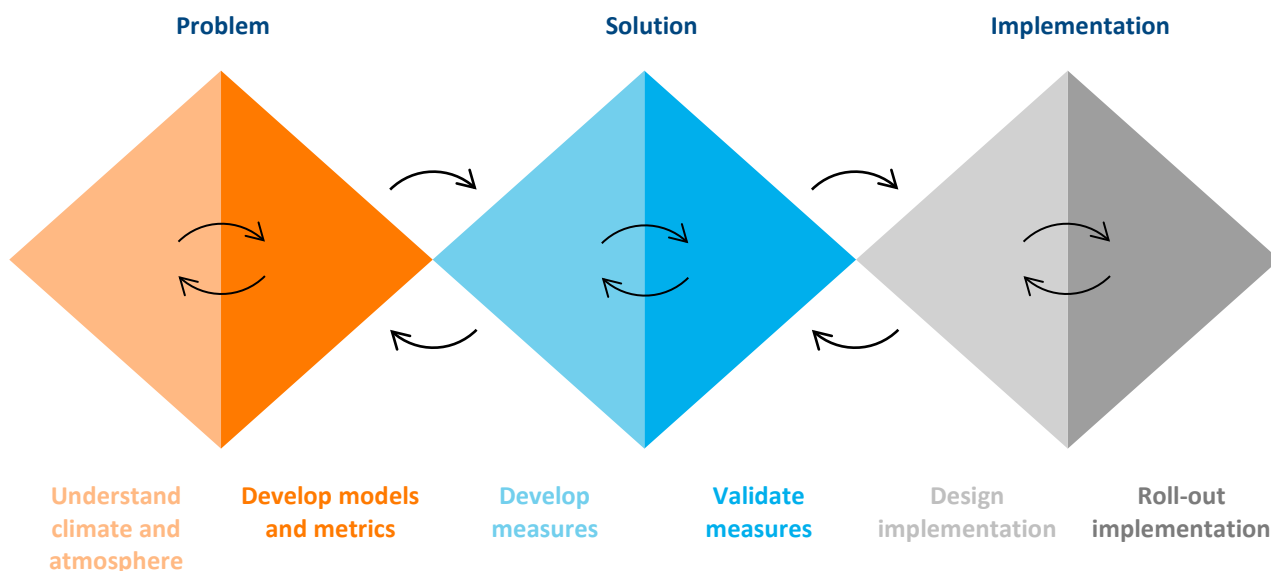 Problem
Solution
Implementation
Understand
climate and
atmosphere
Develop models
and metrics
Develop
measures
Validate
measures
Design
implementation
Roll-out
implementation